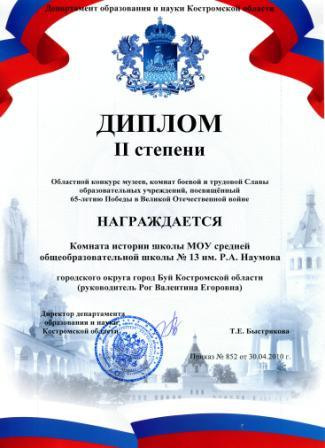 Департамент образования и науки Костромской области
ДИПЛОМ
II степени
Областной конкурс музеев, комнат боевой и трудовой Славы
образовательных учреждений, посвящённый
65-летию Победы в Великой Отечественной войне
НАГРАЖДАЕТСЯ
Комната истории школы МОУ средней
общеобразовательной школы № 13 им. Р.А. Наумова
городского округа город Буй Костромской области
(руководитель Рог Валентина Егоровна)
Директор департамента
образования и науки
Костромской области
Т.Е. Быстрякова
Приказ № 852 от 30.04.2010 г.